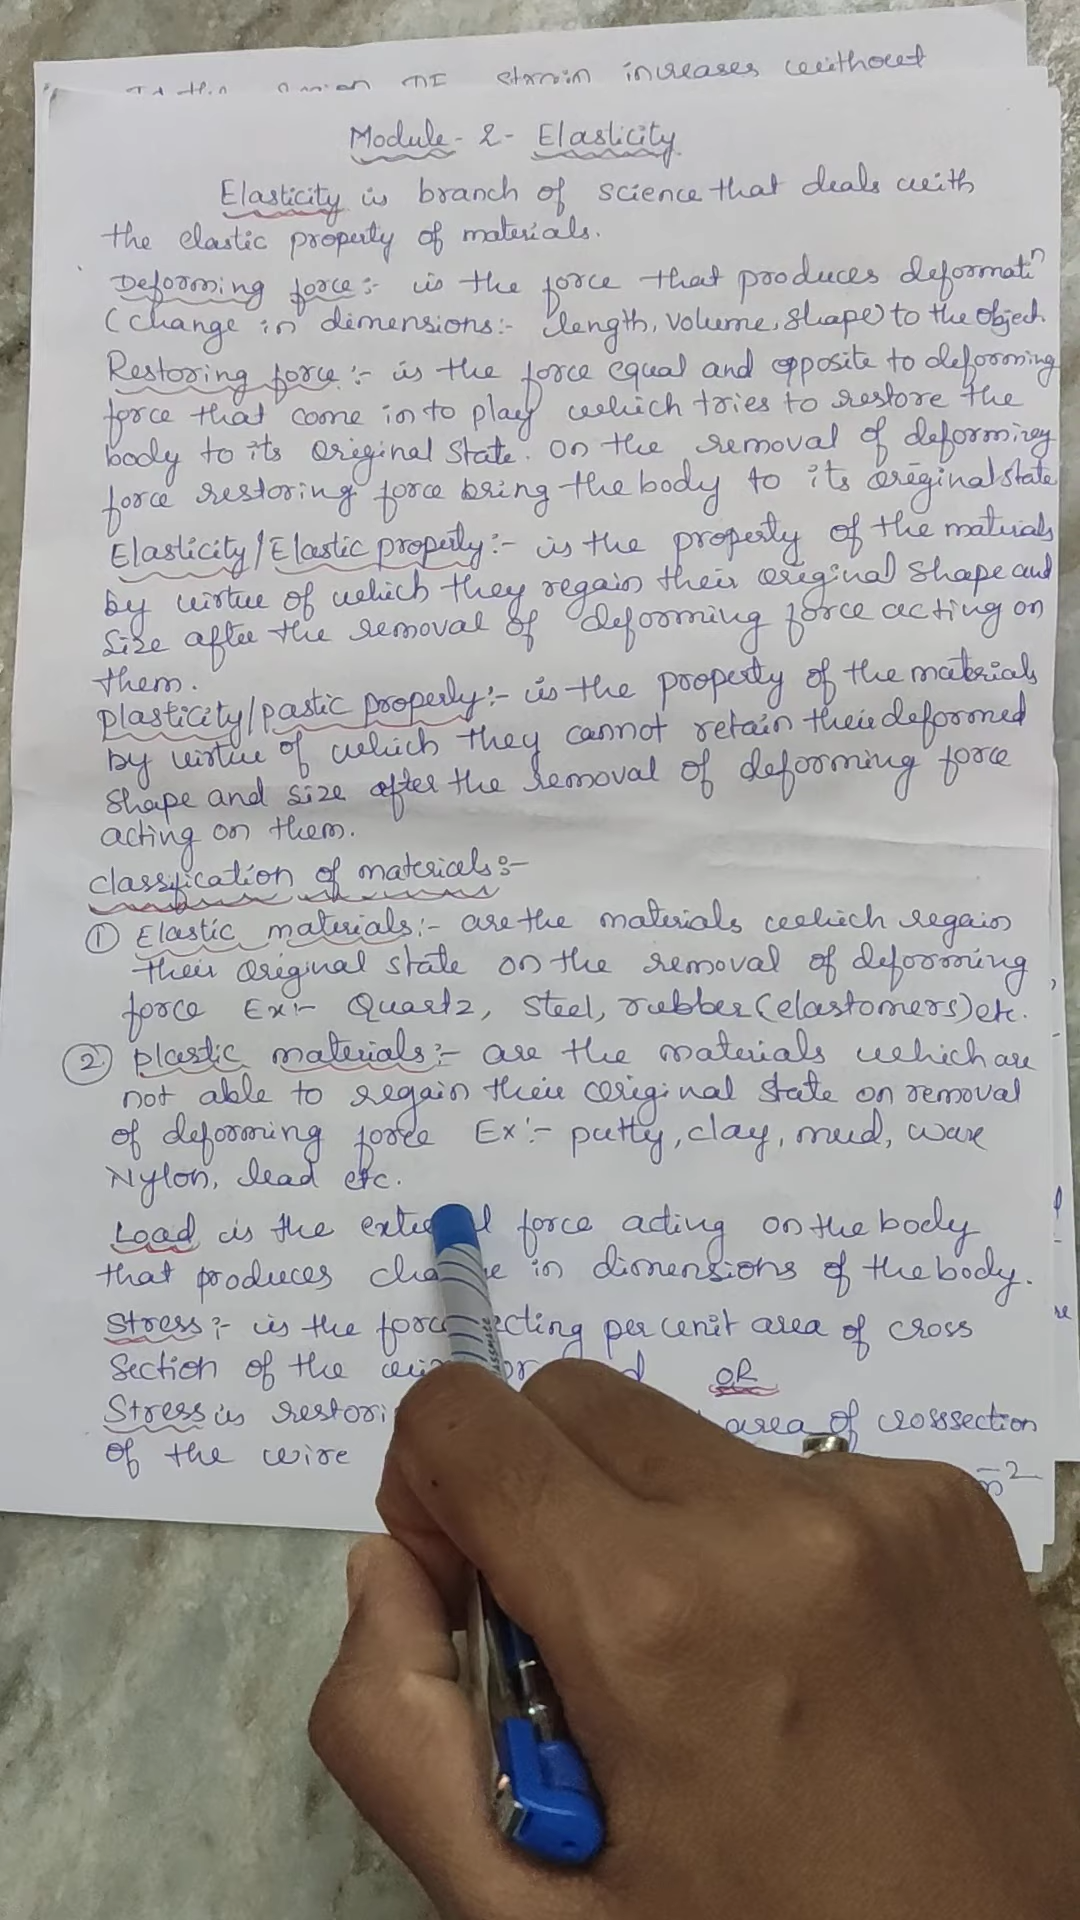 strain increases without
Module - 2 - Elasticity
Elasticity is branch of science that deals with
the elastic property of materials.
Deforming force :- is the force that produces deformatiⁿ
(change in dimensions:- length, volume, shape) to the object
Restoring force :- is the force equal and opposite to deforming
force that come in to play which tries to restore the
body to its original state. On the removal of deforming
force restoring force bring the body to its original state
Elasticity/Elastic property:- is the property of the materials
by virtue of which they regain their original shape and
size after the removal of deforming force acting on
them.
Plasticity/pastic property:- is the property of the materials
by virtue of which they cannot retain their deformed
shape and size after the removal of deforming force
acting on them.
classification of materials:-
① Elastic materials:- are the materials which regain
their original state on the removal of deforming
force Ex:- Quartz, steel, rubber (elastomers) etc.
② plastic materials:- are the materials which are
not able to regain their original state on removal
of deforming force Ex:- putty, clay, mud, wax
Nylon, lead etc.
Load is the force acting on the body
that produces in dimensions of the body.
Stress:- is the acting per unit area of cross
section of the OR
Stress is area of crosssection
of the wire